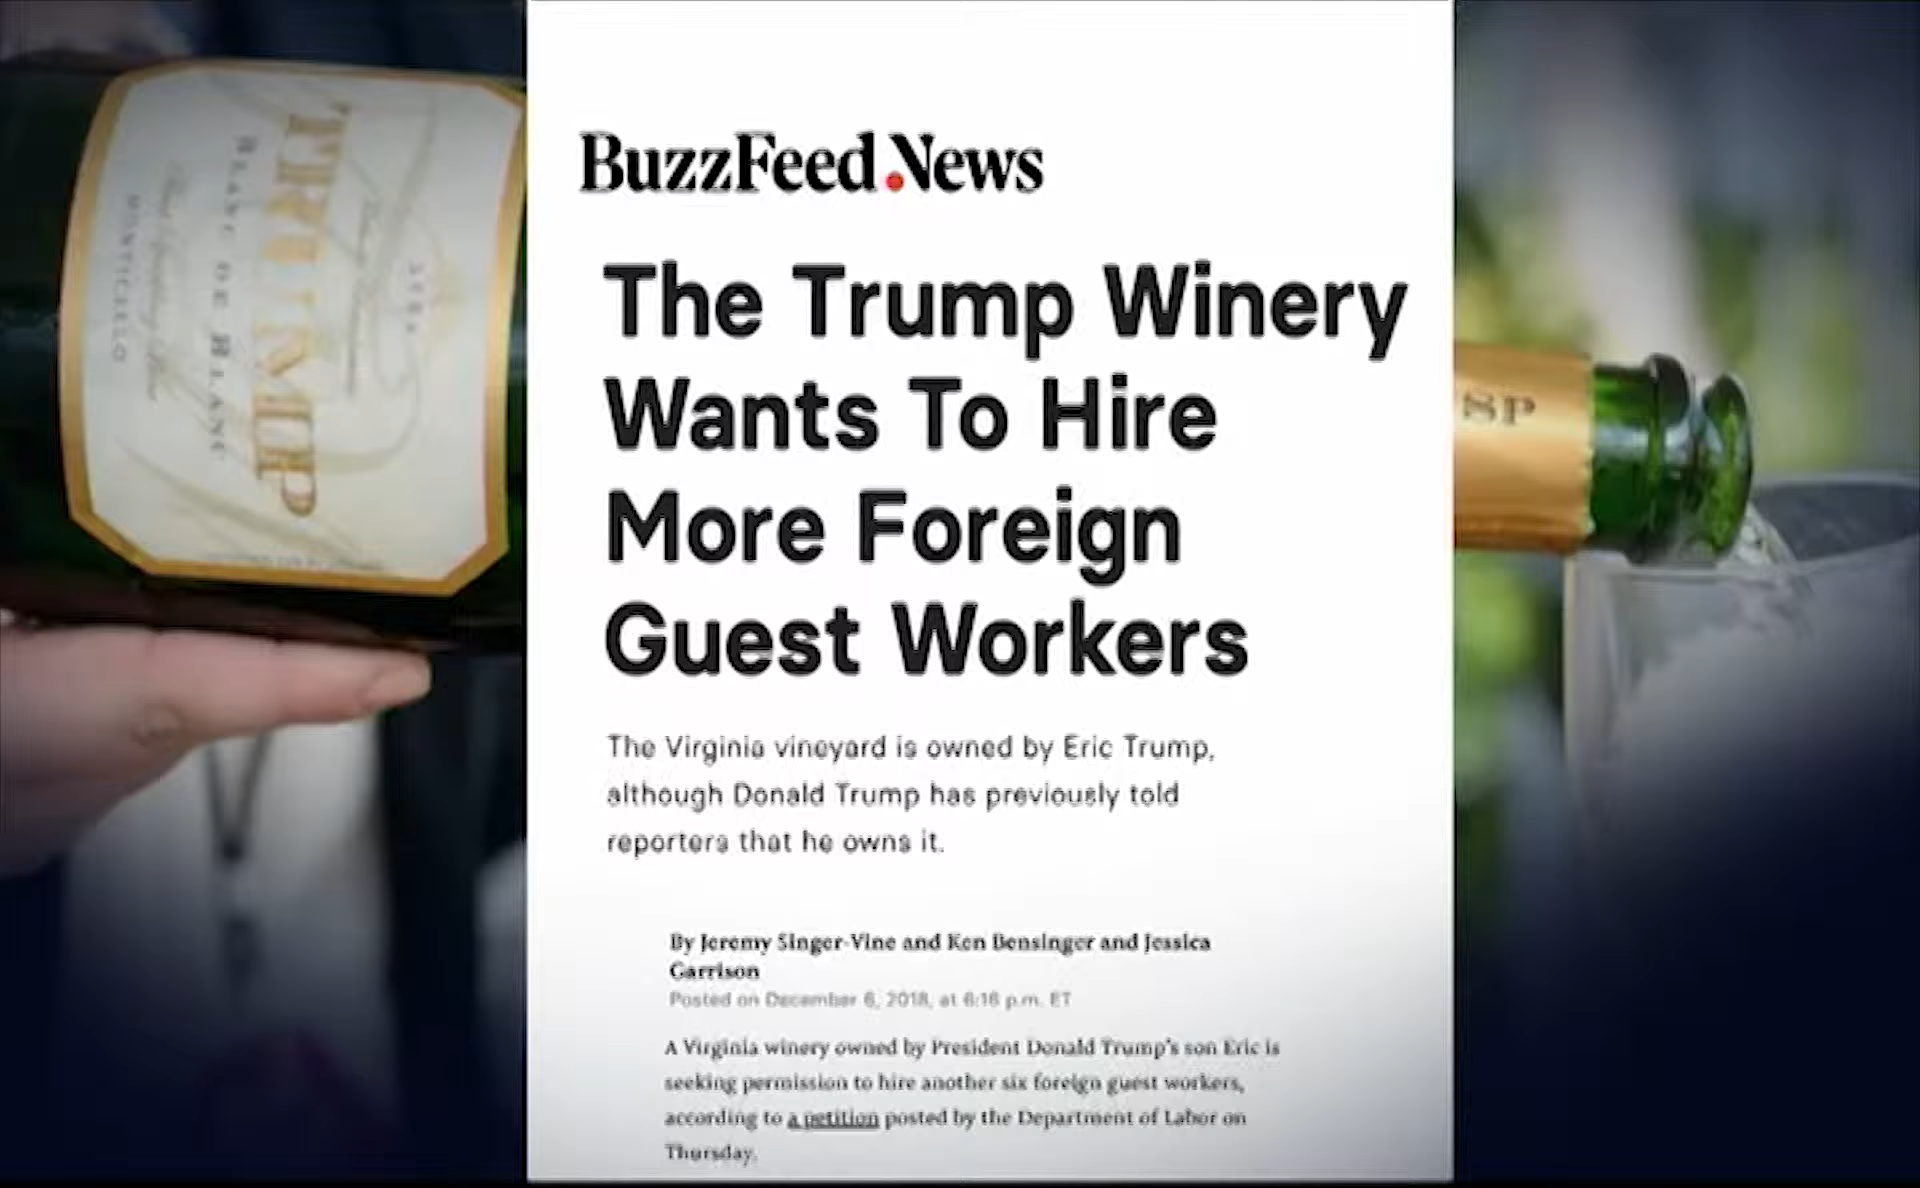 BuzzFeed News
The Trump Winery
Wants To Hire
More Foreign
Guest Workers
The Virginia vineyard is owned by Eric Trump,
although Donald Trump has previously told
reporters that he owns it.
By Jeremy Singer-Vine and Ken Bensinger and Jessica
Garrison
Posted on December 6, 2018, at 6:16 p.m. ET
A Virginia winery owned by President Donald Trump's son Eric is
seeking permission to hire another six foreign guest workers,
according to a petition posted by the Department of Labor on
Thursday.
TRUMP
BLANC DE BLANC
MONTICELLO
SP